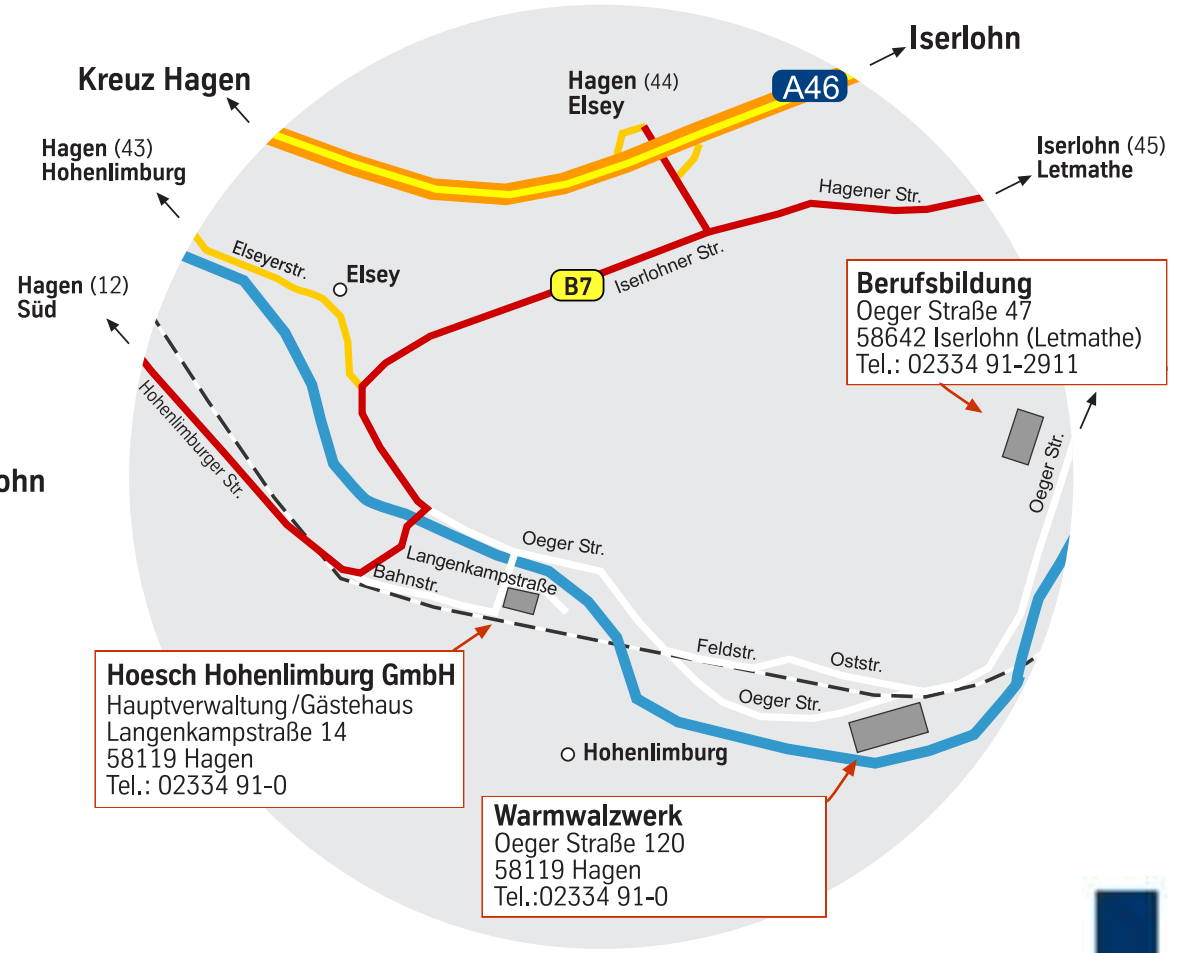 Iserlohn
Kreuz Hagen
Hagen (44)
Elsey
A46
Hagen (43)
Hohenlimburg
Iserlohn (45)
Letmathe
Hagener Str.
Elseyerstr.
Elsey
Iserlohner Str.
B7
Hagen (12)
Süd
Berufsbildung
Oeger Straße 47
58642 Iserlohn (Letmathe)
Tel.: 02334 91-2911
Hohenlimburger Str.
Oeger Str.
ohn
Oeger Str.
Langenkampstraße
Bahnstr.
Feldstr.
Oststr.
Oeger Str.
Hoesch Hohenlimburg GmbH
Hauptverwaltung/Gästehaus
Langenkampstraße 14
58119 Hagen
Tel.: 02334 91-0
Hohenlimburg
Warmwalzwerk
Oeger Straße 120
58119 Hagen
Tel.:02334 91-0